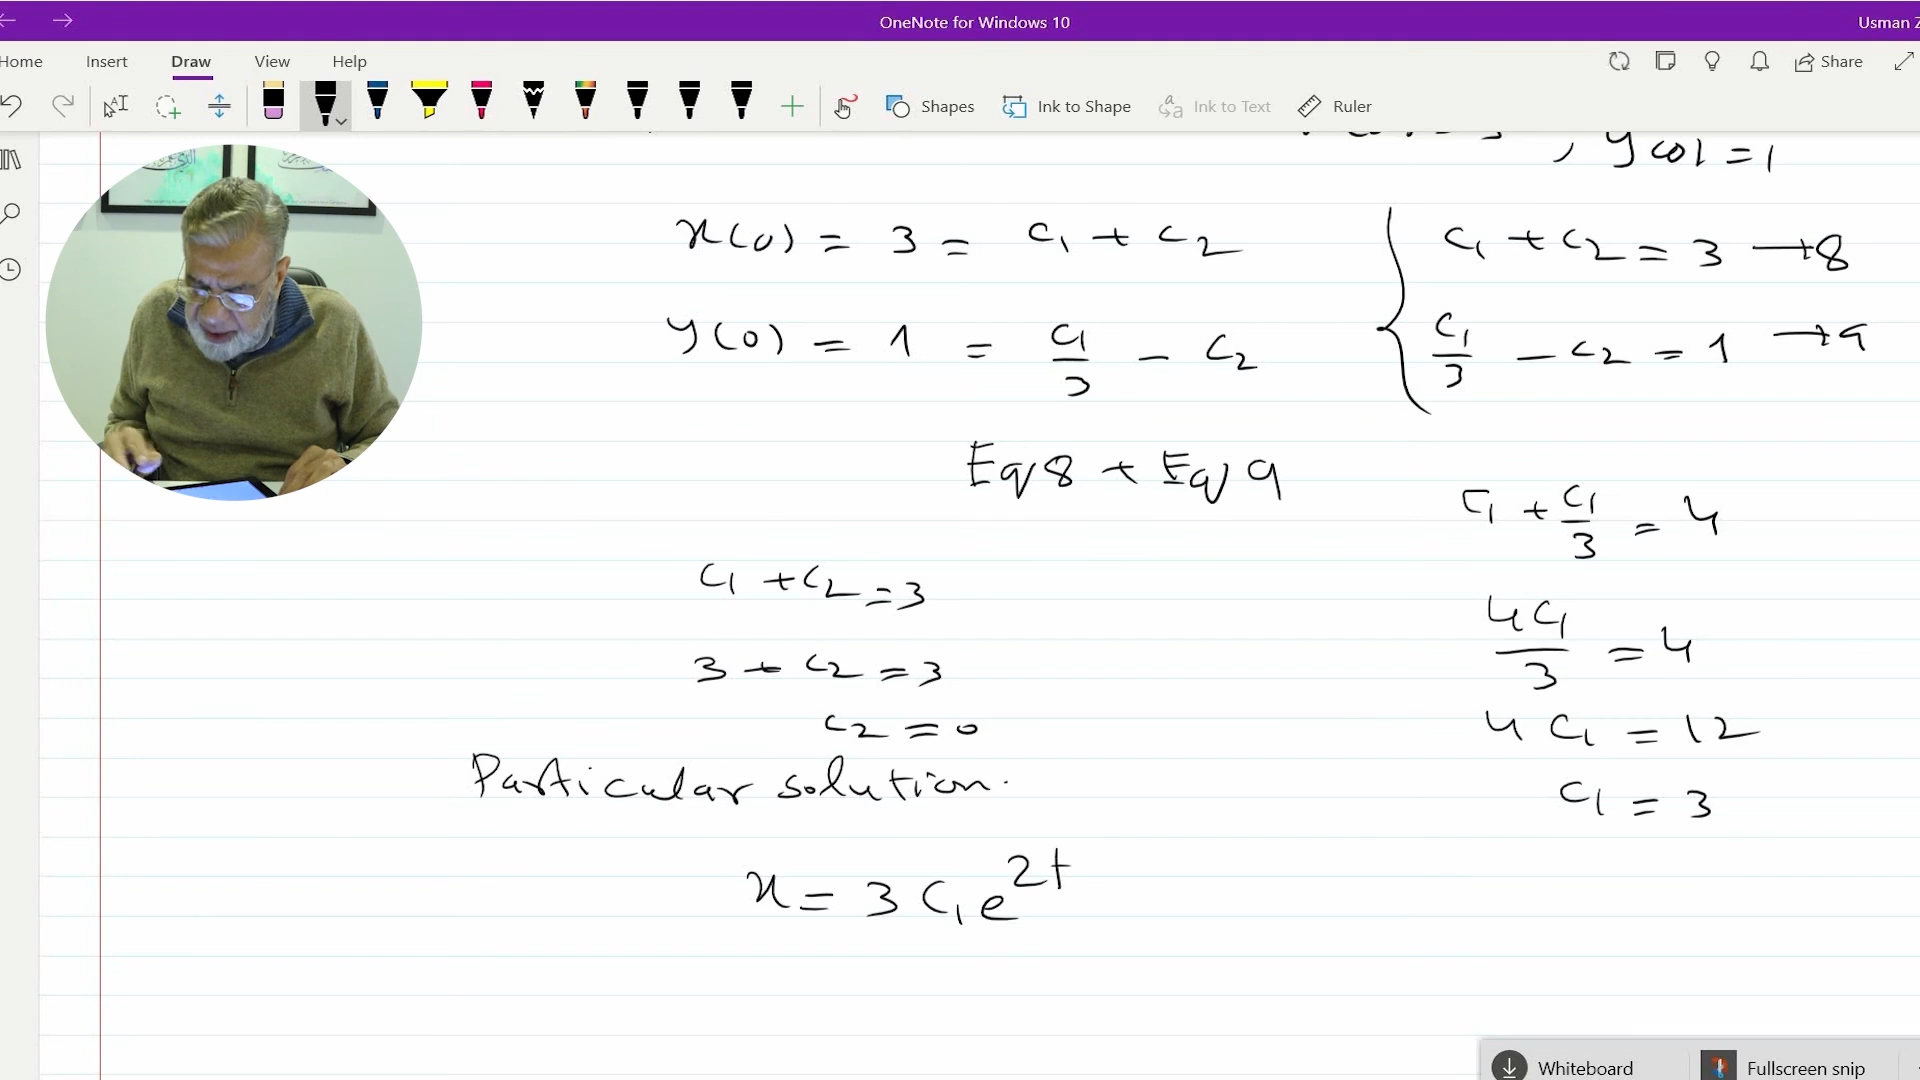 OneNote for Windows 10
Usman Z
Home Insert Draw View Help
Share
Shapes Ink to Shape Ink to Text Ruler
, y(0) = 1
x(0) = 3 = c₁ + c₂
y(0) = 1 = c₁/3 − c₂
c₁ + c₂ = 3 → 8
c₁/3 − c₂ = 1 → 9
Eq 8 + Eq 9
c₁ + c₁/3 = 4
4c₁/3 = 4
4 c₁ = 12
c₁ = 3
c₁ + c₂ = 3
3 + c₂ = 3
c₂ = 0
Particular solution.
x = 3 c₁ e^2t
Whiteboard
Fullscreen snip